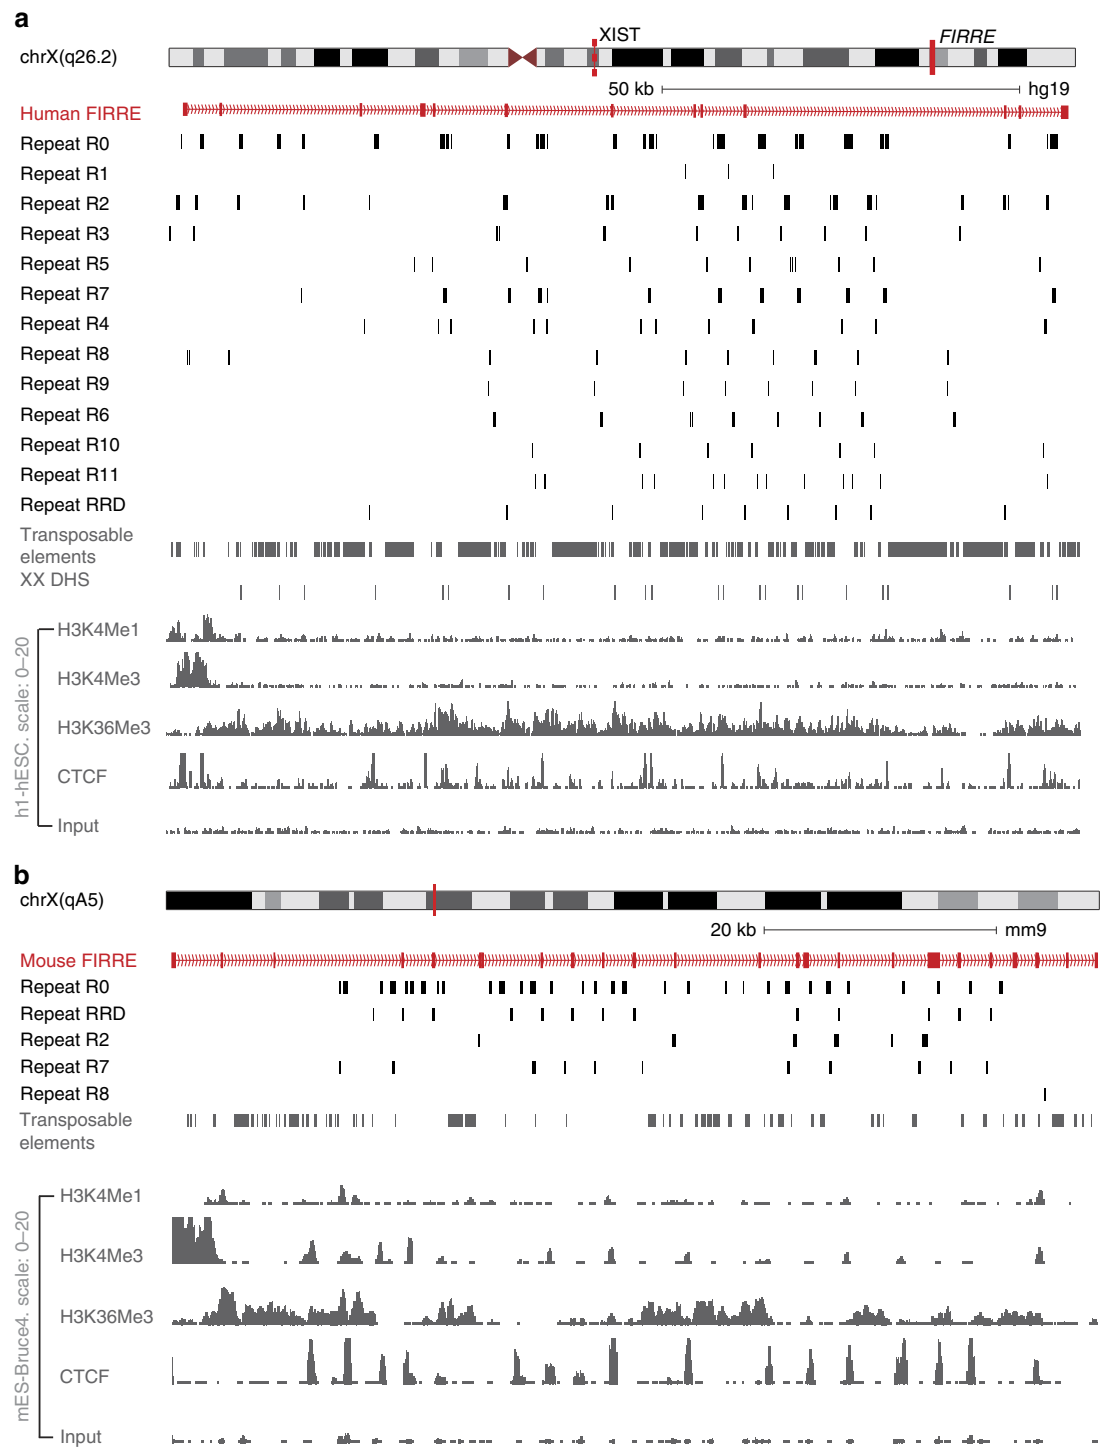 a
XIST
FIRRE
chrX(q26.2)
50 kb
hg19
Human FIRRE
Repeat R0
Repeat R1
Repeat R2
Repeat R3
Repeat R5
Repeat R7
Repeat R4
Repeat R8
Repeat R9
Repeat R6
Repeat R10
Repeat R11
Repeat RRD
Transposable
elements
XX DHS
h1-hESC. scale: 0–20
H3K4Me1
H3K4Me3
H3K36Me3
CTCF
Input
b
chrX(qA5)
20 kb
mm9
Mouse FIRRE
Repeat R0
Repeat RRD
Repeat R2
Repeat R7
Repeat R8
Transposable
elements
mES-Bruce4. scale: 0–20
H3K4Me1
H3K4Me3
H3K36Me3
CTCF
Input